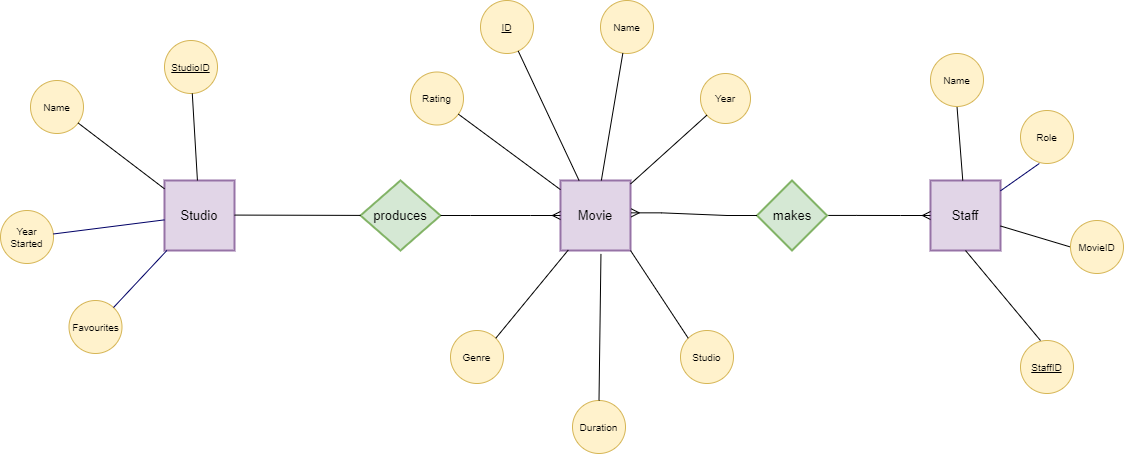 ID
Name
StudioID
Name
Rating
Year
Name
Role
Studio
produces
Movie
makes
Staff
Year
Started
MovieID
Favourites
Genre
Studio
StaffID
Duration